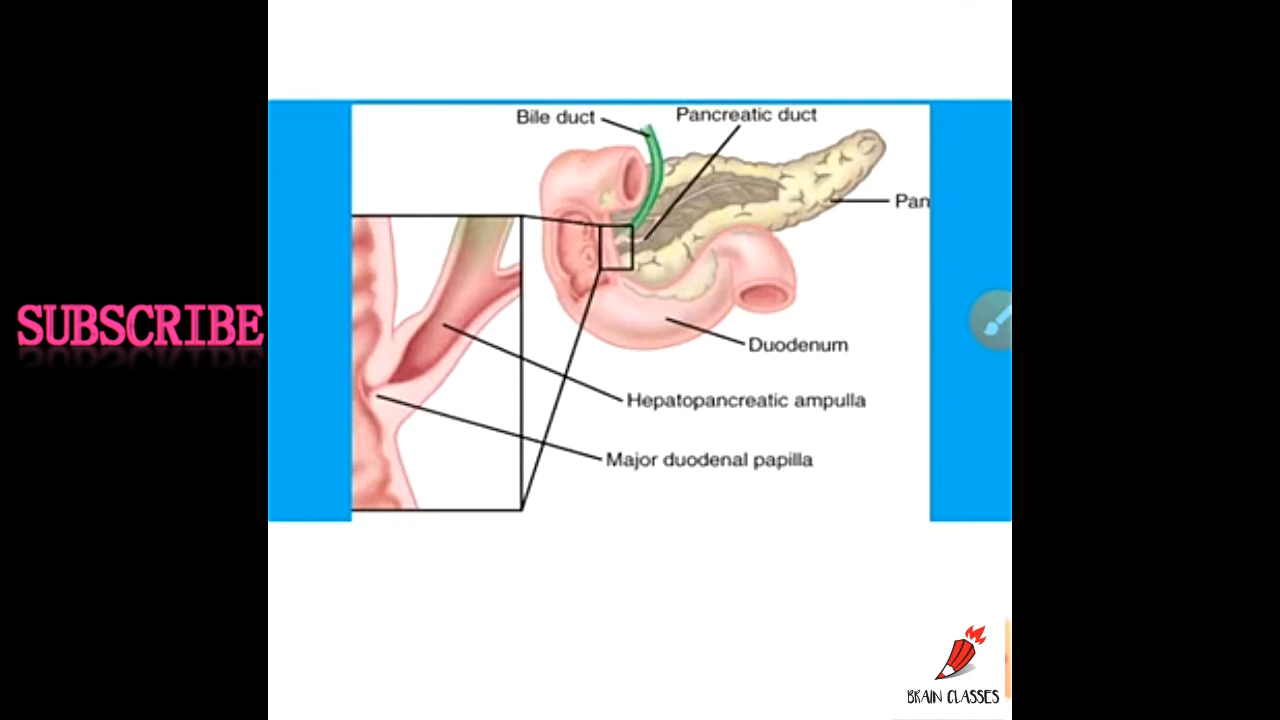 Bile duct
Pancreatic duct
Pan
SUBSCRIBE
Duodenum
Hepatopancreatic ampulla
Major duodenal papilla
BRAIN CLASSES